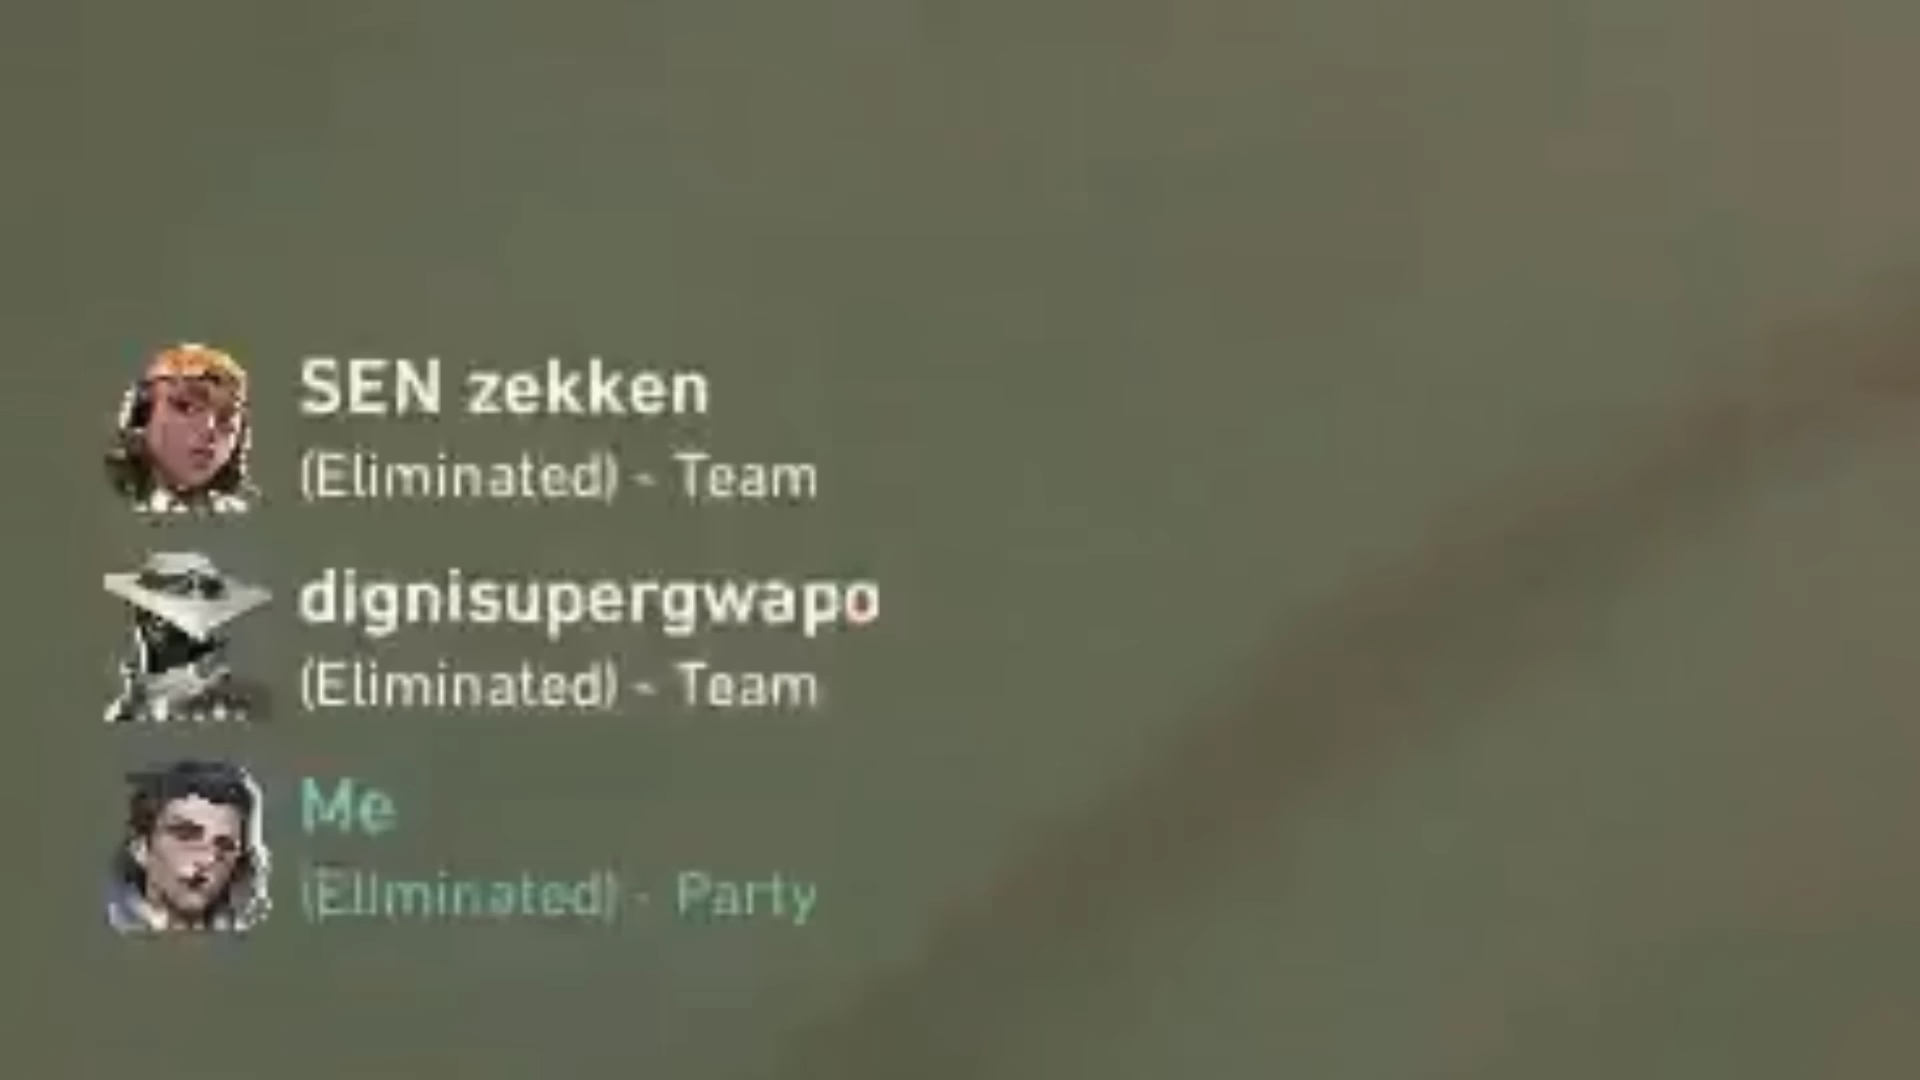 SEN zekken
(Eliminated) - Team
dignisupergwapo
(Eliminated) - Team
Me
(Eliminated) - Party